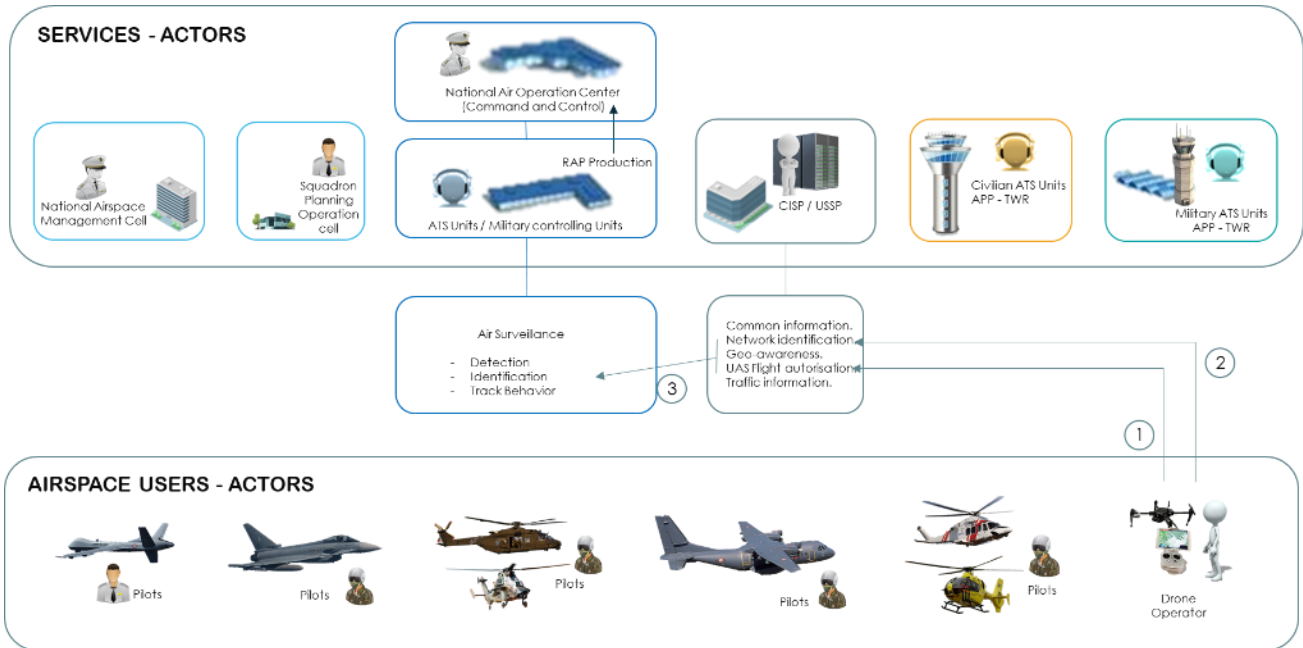 SERVICES - ACTORS
National Air Operation Center
(Command and Control)
RAP Production
National Airspace
Management Cell
Squadron
Planning
Operation
cell
ATS Units / Military controlling Units
CISP / USSP
Civilian ATS Units
APP - TWR
Military ATS Units
APP - TWR
Air Surveillance
- Detection
- Identification
- Track Behavior
Common information.
Network identification.
Geo-awareness.
UAS Flight autorisation.
Traffic information.
3
2
1
AIRSPACE USERS - ACTORS
Pilots
Pilots
Pilots
Pilots
Pilots
Drone
Operator